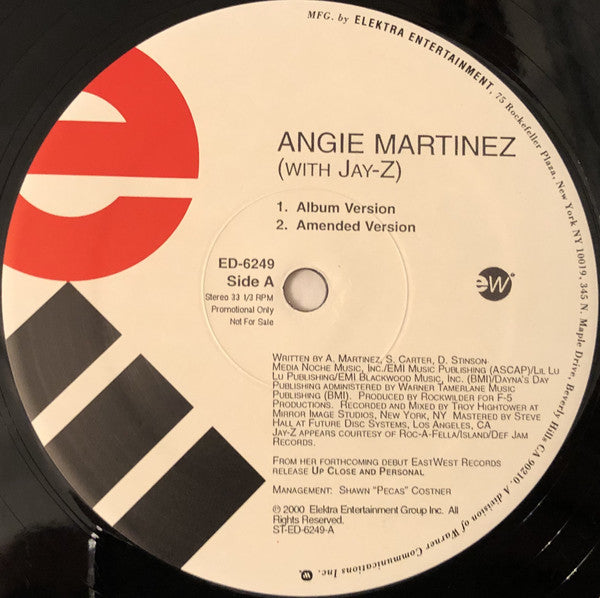 MFG. by ELEKTRA ENTERTAINMENT, 75 Rockefeller Plaza, New York NY 10019, 345 N. Maple Drive, Beverly Hills CA 90210. A division of Warner Communications Inc.
e
ANGIE MARTINEZ
(WITH JAY-Z)
1. Album Version
2. Amended Version
ED-6249
Side A
Stereo 33 1/3 RPM
Promotional Only
Not For Sale
ew
WRITTEN BY A. MARTINEZ, S. CARTER, D. STINSON
MEDIA NOCHE MUSIC, INC./EMI MUSIC PUBLISHING (ASCAP)/LIL LU
LU PUBLISHING/EMI BLACKWOOD MUSIC, INC. (BMI)/DAYNA'S DAY
PUBLISHING ADMINISTERED BY WARNER TAMERLANE MUSIC
PUBLISHING (BMI). PRODUCED BY ROCKWILDER FOR F-5
PRODUCTIONS. RECORDED AND MIXED BY TROY HIGHTOWER AT
MIRROR IMAGE STUDIOS, NEW YORK, NY MASTERED BY STEVE
HALL AT FUTURE DISC SYSTEMS, LOS ANGELES, CA
JAY-Z APPEARS COURTESY OF ROC-A-FELLA/ISLAND/DEF JAM
RECORDS.
FROM HER FORTHCOMING DEBUT EASTWEST RECORDS
RELEASE UP CLOSE AND PERSONAL
MANAGEMENT: SHAWN "PECAS" COSTNER
℗ 2000 Elektra Entertainment Group Inc. All
Rights Reserved.
ST-ED-6249-A